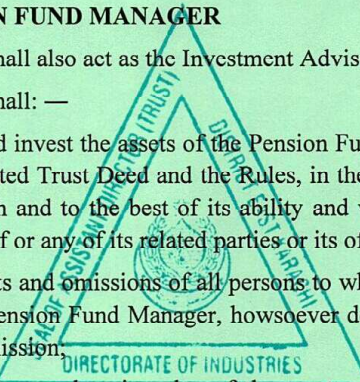 N FUND MANAGER
hall also act as the Investment Advis
hall: —
d invest the assets of the Pension Fu
ted Trust Deed and the Rules, in the
n and to the best of its ability and v
f or any of its related parties or its of
ts and omissions of all persons to wh
ension Fund Manager, howsoever d
ission;
SEAL OF ASSISTANT DIRECTOR (TRUST)
DISTRICT EAST KARACHI
DIRECTORATE OF INDUSTRIES